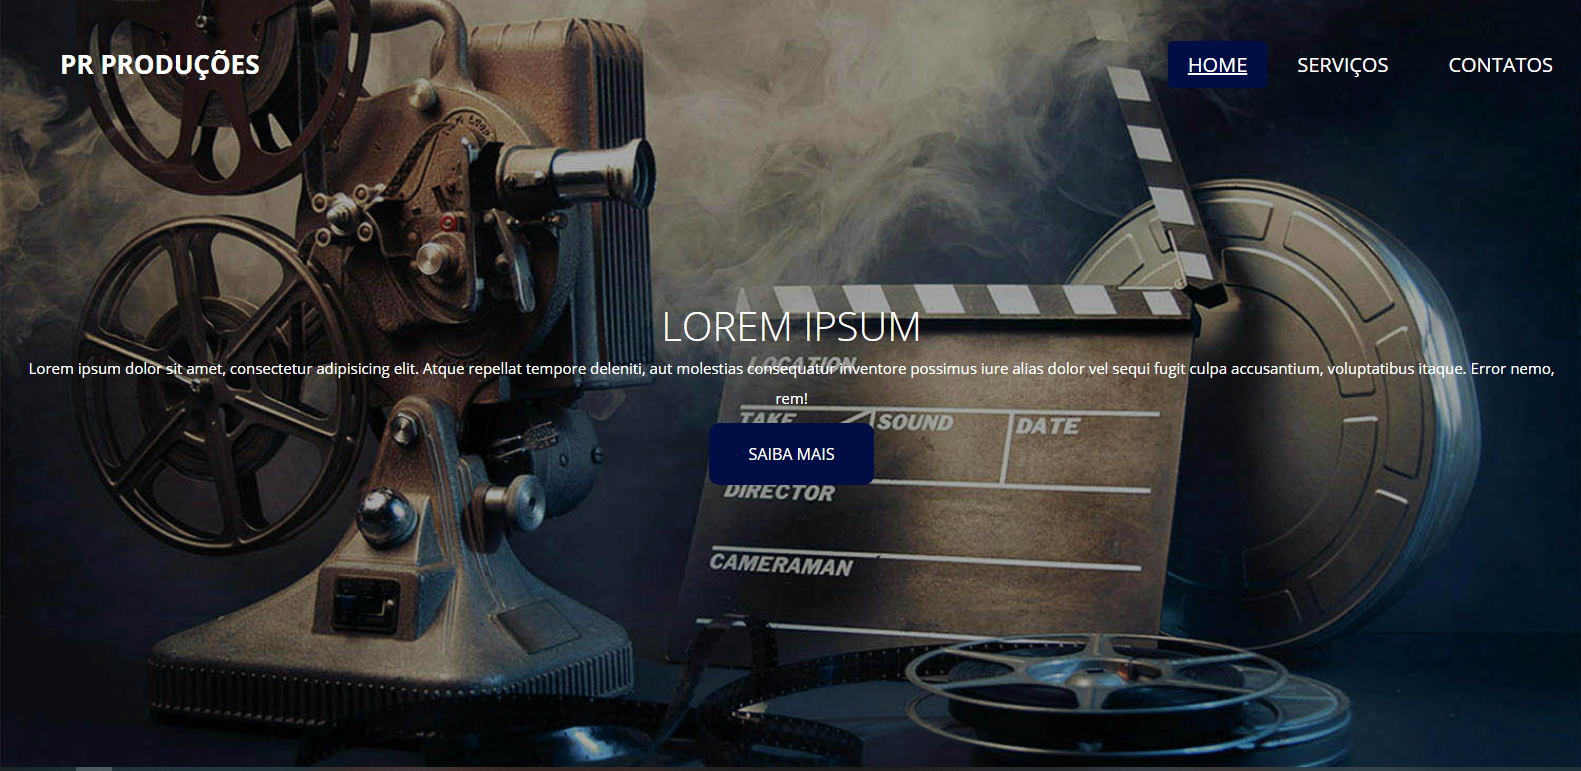 PR PRODUÇÕES
HOME SERVIÇOS CONTATOS
LOREM IPSUM
LOCATION
Lorem ipsum dolor sit amet, consectetur adipisicing elit. Atque repellat tempore deleniti, aut molestias consequatur inventore possimus iure alias dolor vel sequi fugit culpa accusantium, voluptatibus itaque. Error nemo,
rem!
TAKE SOUND DATE
SAIBA MAIS
DIRECTOR
CAMERAMAN